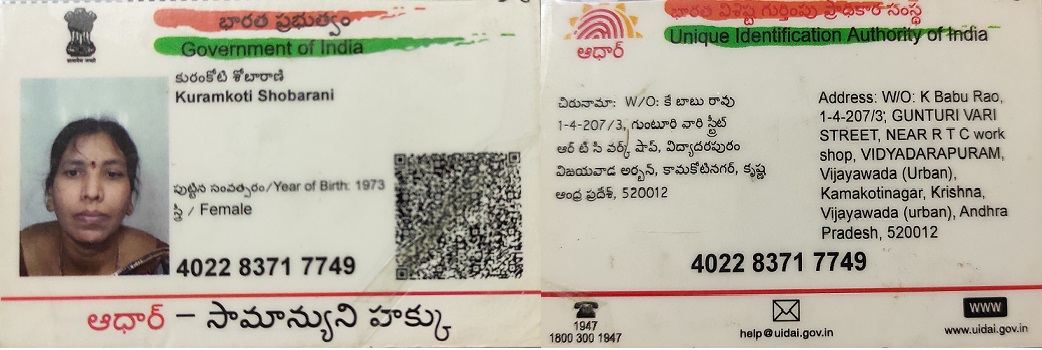 భారత ప్రభుత్వం
Government of India
కురంకోటి శోబారాణి
Kuramkoti Shobarani
పుట్టిన సంవత్సరం/Year of Birth: 1973
స్త్రీ / Female
4022 8371 7749
ఆధార్ – సామాన్యుని హక్కు
భారత విశిష్ట గుర్తింపు ప్రాధికార సంస్థ
Unique Identification Authority of India
ఆధార్
చిరునామా: W/O: కే బాబు రావు
1-4-207/3, గుంటూరి వారి స్ట్రీట్
ఆర్ టి సి వర్క్ షాప్, విద్యాదరపురం
విజయవాడ అర్బన్, కామకోటినగర్, కృష్ణ
ఆంధ్ర ప్రదేశ్, 520012
Address: W/O: K Babu Rao,
1-4-207/3, GUNTURI VARI
STREET, NEAR R T C work
shop, VIDYADARAPURAM,
Vijayawada (Urban),
Kamakotinagar, Krishna,
Vijayawada (urban), Andhra
Pradesh, 520012
4022 8371 7749
1947
1800 300 1947
help@uidai.gov.in
WWW
www.uidai.gov.in